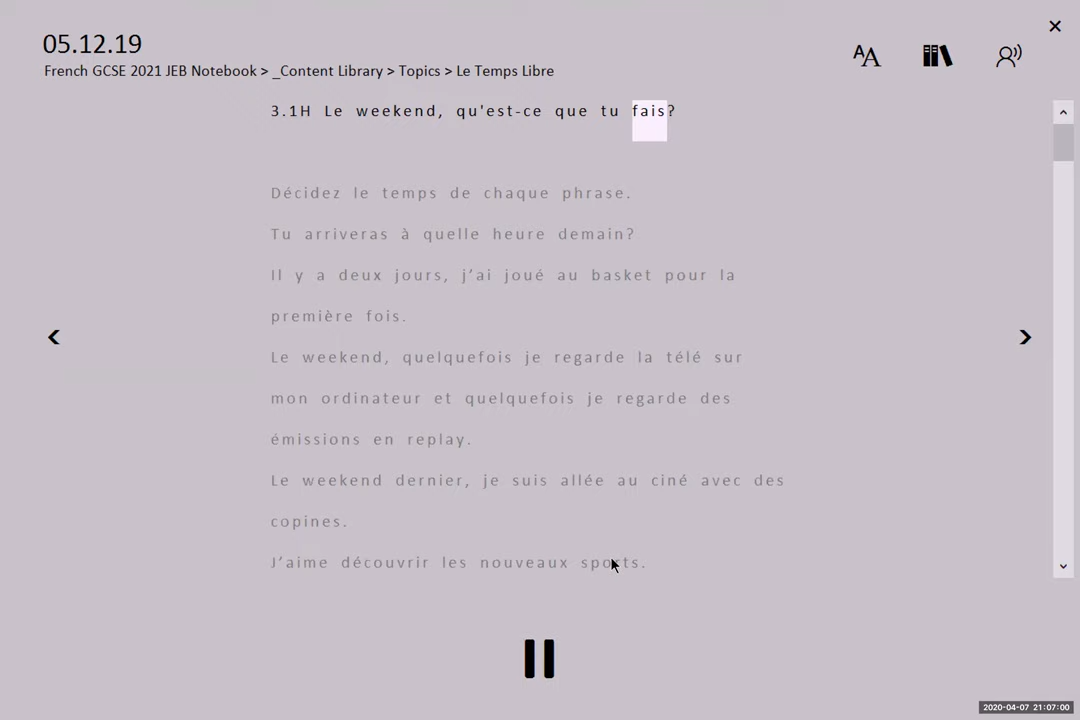 05.12.19
French GCSE 2021 JEB Notebook > _Content Library > Topics > Le Temps Libre
AA
3.1H Le weekend, qu'est-ce que tu fais?
Décidez le temps de chaque phrase.
Tu arriveras à quelle heure demain?
Il y a deux jours, j’ai joué au basket pour la
première fois.
Le weekend, quelquefois je regarde la télé sur
mon ordinateur et quelquefois je regarde des
émissions en replay.
Le weekend dernier, je suis allée au ciné avec des
copines.
J’aime découvrir les nouveaux sports.
2020-04-07 21:07:00